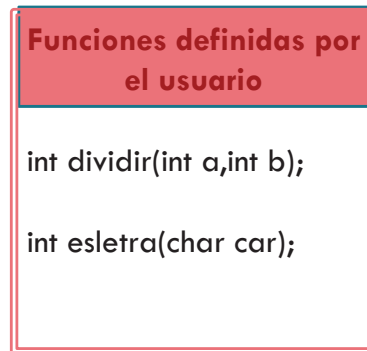 Funciones definidas por
el usuario
int dividir(int a,int b);
int esletra(char car);